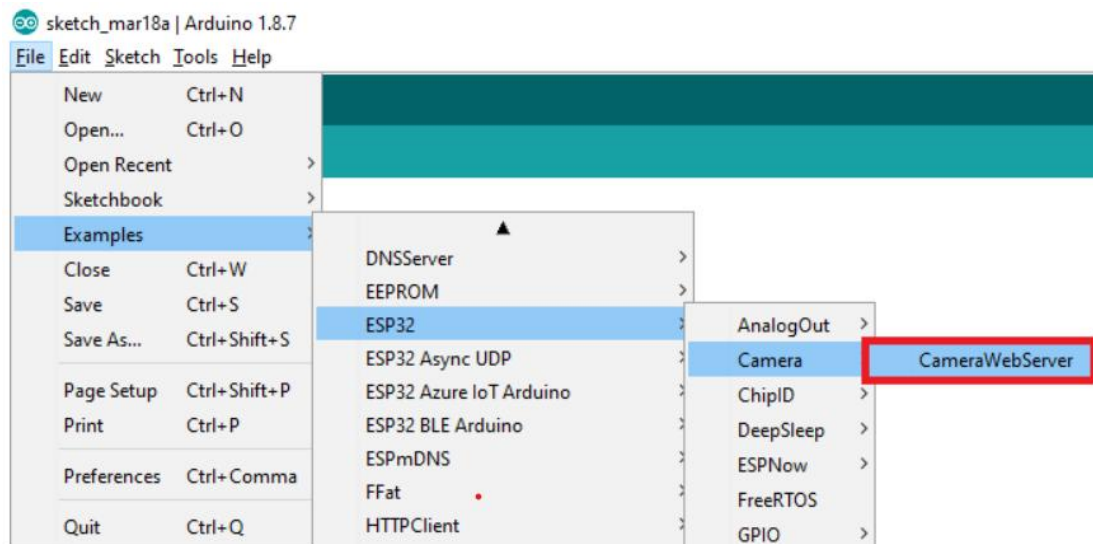 sketch_mar18a | Arduino 1.8.7
File Edit Sketch Tools Help
New Ctrl+N
Open... Ctrl+O
Open Recent
Sketchbook
Examples
Close Ctrl+W
Save Ctrl+S
Save As... Ctrl+Shift+S
Page Setup Ctrl+Shift+P
Print Ctrl+P
Preferences Ctrl+Comma
Quit Ctrl+Q
DNSServer
EEPROM
ESP32
ESP32 Async UDP
ESP32 Azure IoT Arduino
ESP32 BLE Arduino
ESPmDNS
FFat
HTTPClient
AnalogOut
Camera
ChipID
DeepSleep
ESPNow
FreeRTOS
GPIO
CameraWebServer